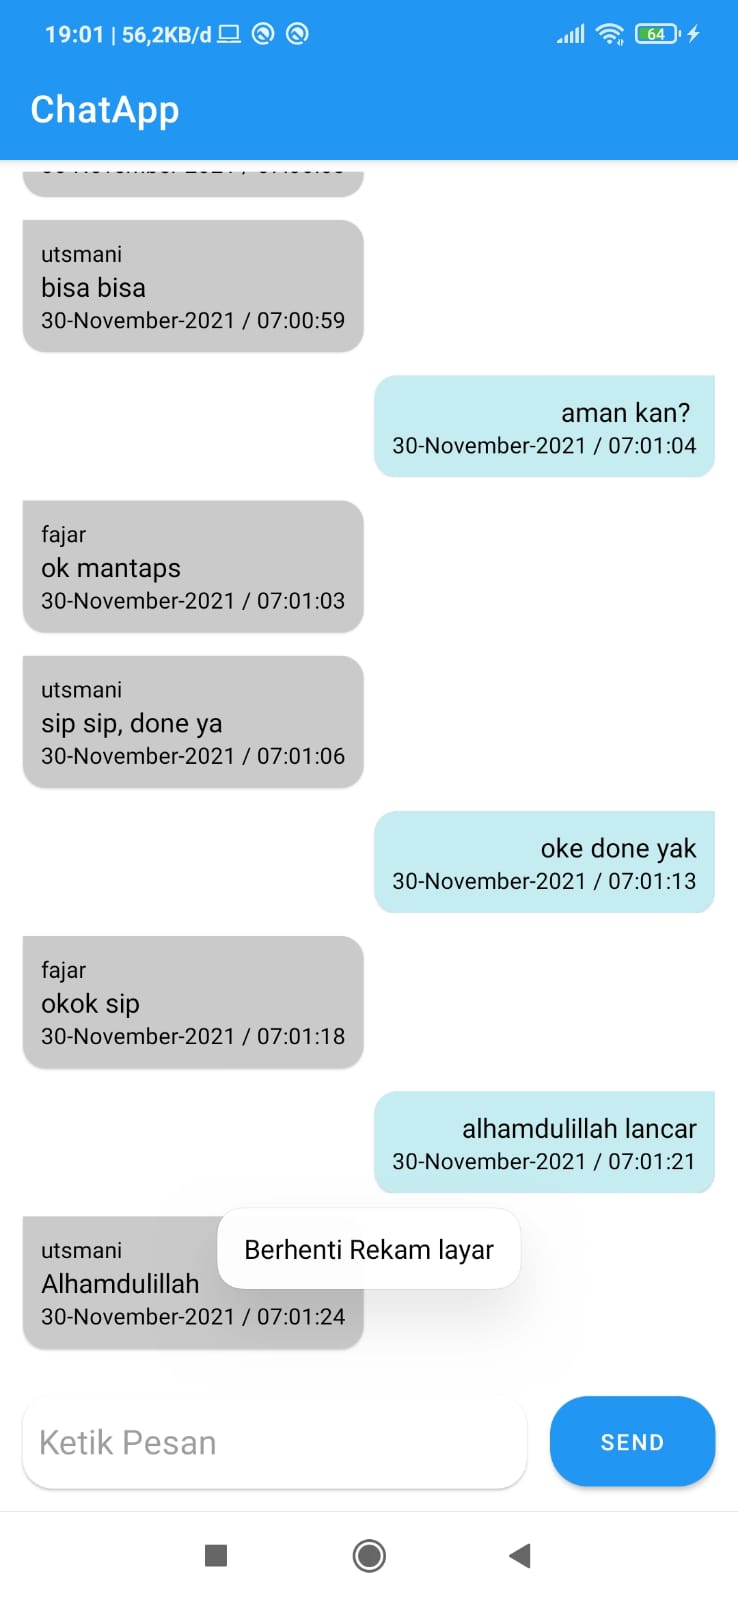 19:01 | 56,2KB/d
64
ChatApp
utsmani
bisa bisa
30-November-2021 / 07:00:59
aman kan?
30-November-2021 / 07:01:04
fajar
ok mantaps
30-November-2021 / 07:01:03
utsmani
sip sip, done ya
30-November-2021 / 07:01:06
oke done yak
30-November-2021 / 07:01:13
fajar
okok sip
30-November-2021 / 07:01:18
alhamdulillah lancar
30-November-2021 / 07:01:21
utsmani
Berhenti Rekam layar
Alhamdulillah
30-November-2021 / 07:01:24
Ketik Pesan
SEND